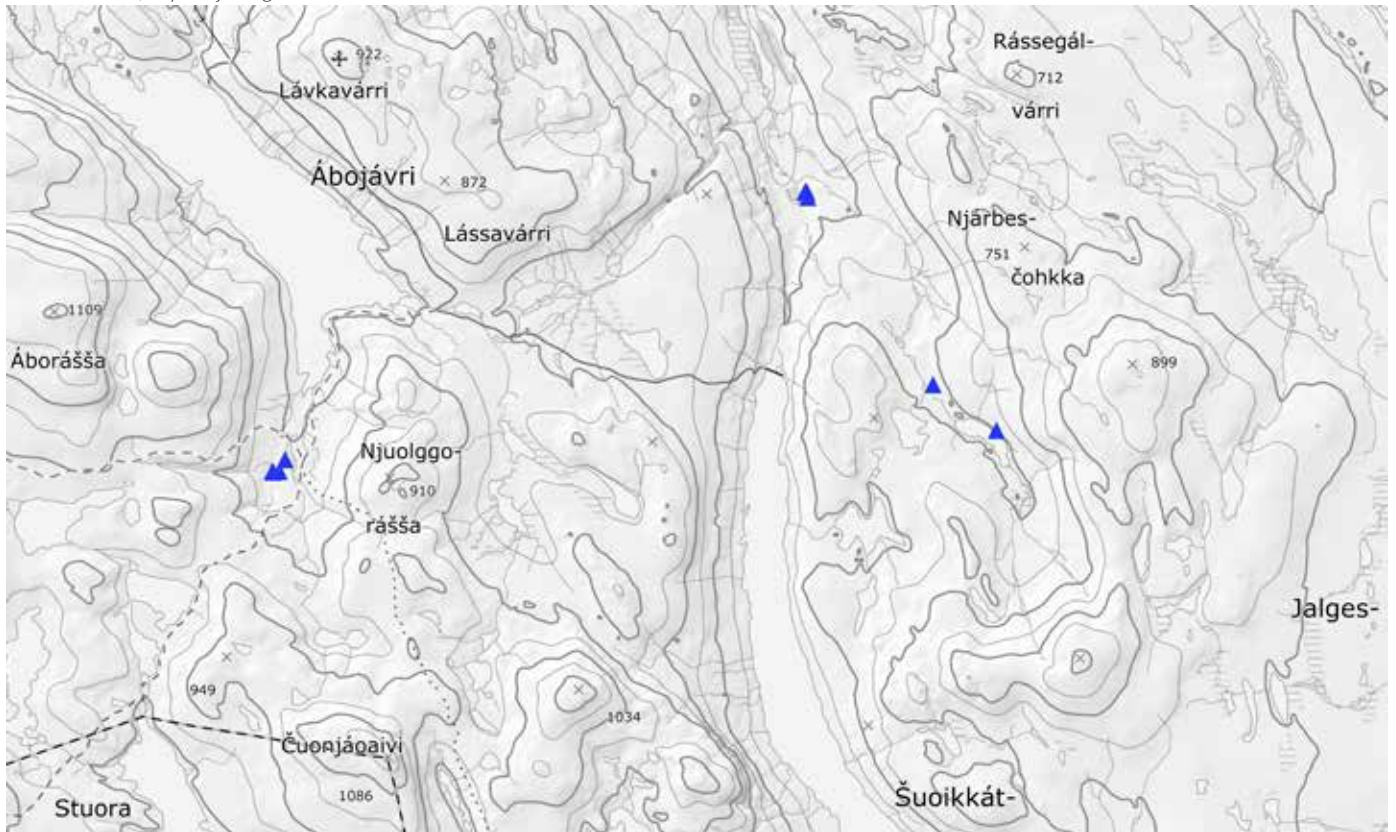 922
Lávkavárri
Rássegál-
712
várri
Ábojávri
872
Lássavárri
Njárbes-
751
čohkka
1109
Áborášša
899
Njuolggo-
910
rášša
Jalges-
949
1034
Čuonjáoaivi
1086
Stuora
Šuoikkát-